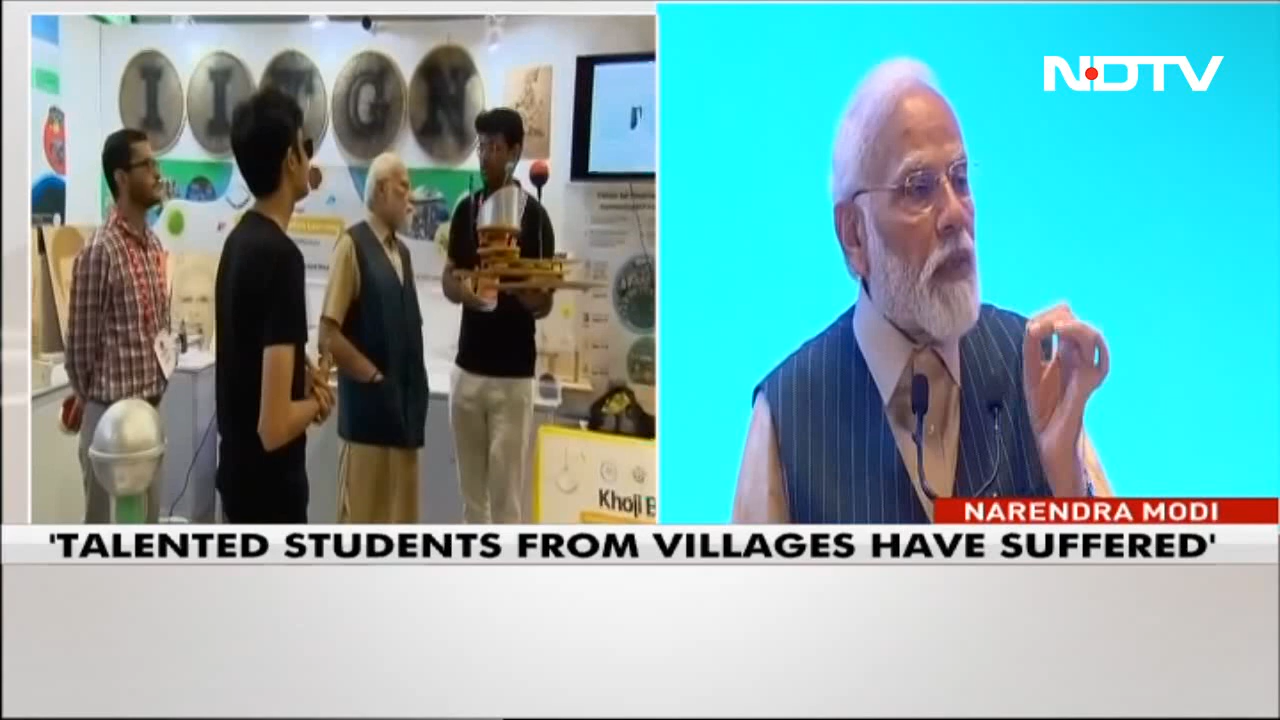 IITGN
NDTV
Khoji B
NARENDRA MODI
'TALENTED STUDENTS FROM VILLAGES HAVE SUFFERED'